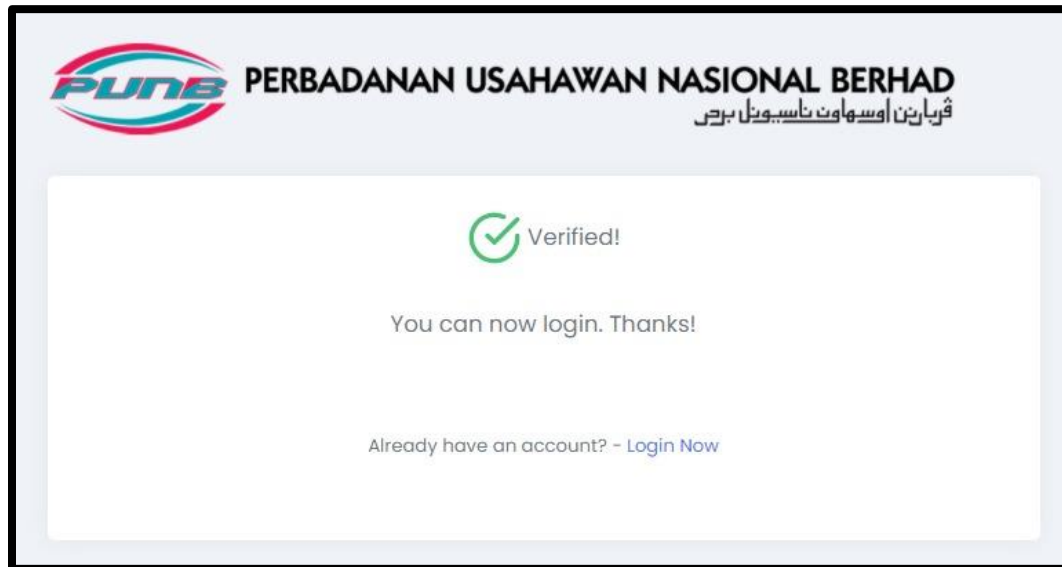 PUNB
PERBADANAN USAHAWAN NASIONAL BERHAD
ڤربادنن اوسهاون ناسيونل برحد
Verified!
You can now login. Thanks!
Already have an account? - Login Now